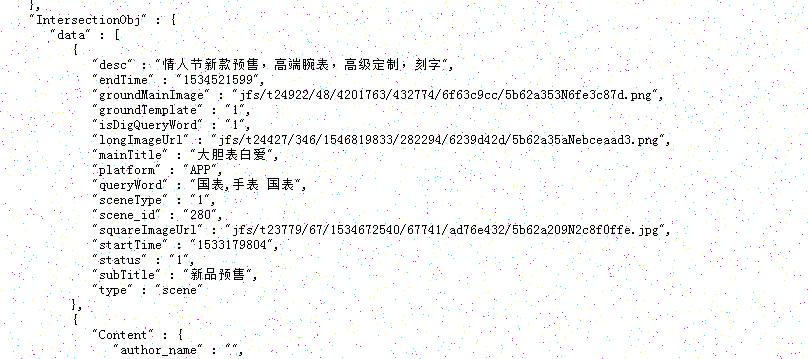 },
"IntersectionObj" : {
"data" : [
{
"desc" : "情人节新款预售，高端腕表，高级定制；刻字",
"endTime" : "1534521599",
"groundMainImage" : "jfs/t24922/48/4201763/432774/6f63c9cc/5b62a353N6fe3c87d.png",
"groundTemplate" : "1",
"isDigQueryWord" : "1",
"longImageUrl" : "jfs/t24427/346/1546819833/282294/6239d42d/5b62a35aNebceaad3.png",
"mainTitle" : "大胆表白爱",
"platform" : "APP",
"queryWord" : "国表,手表 国表",
"sceneType" : "1",
"scene_id" : "280",
"squareImageUrl" : "jfs/t23779/67/1534672540/67741/ad76e432/5b62a209N2c8f0ffe.jpg",
"startTime" : "1533179804",
"status" : "1",
"subTitle" : "新品预售",
"type" : "scene"
},
{
"Content" : {
"author_name" : "",